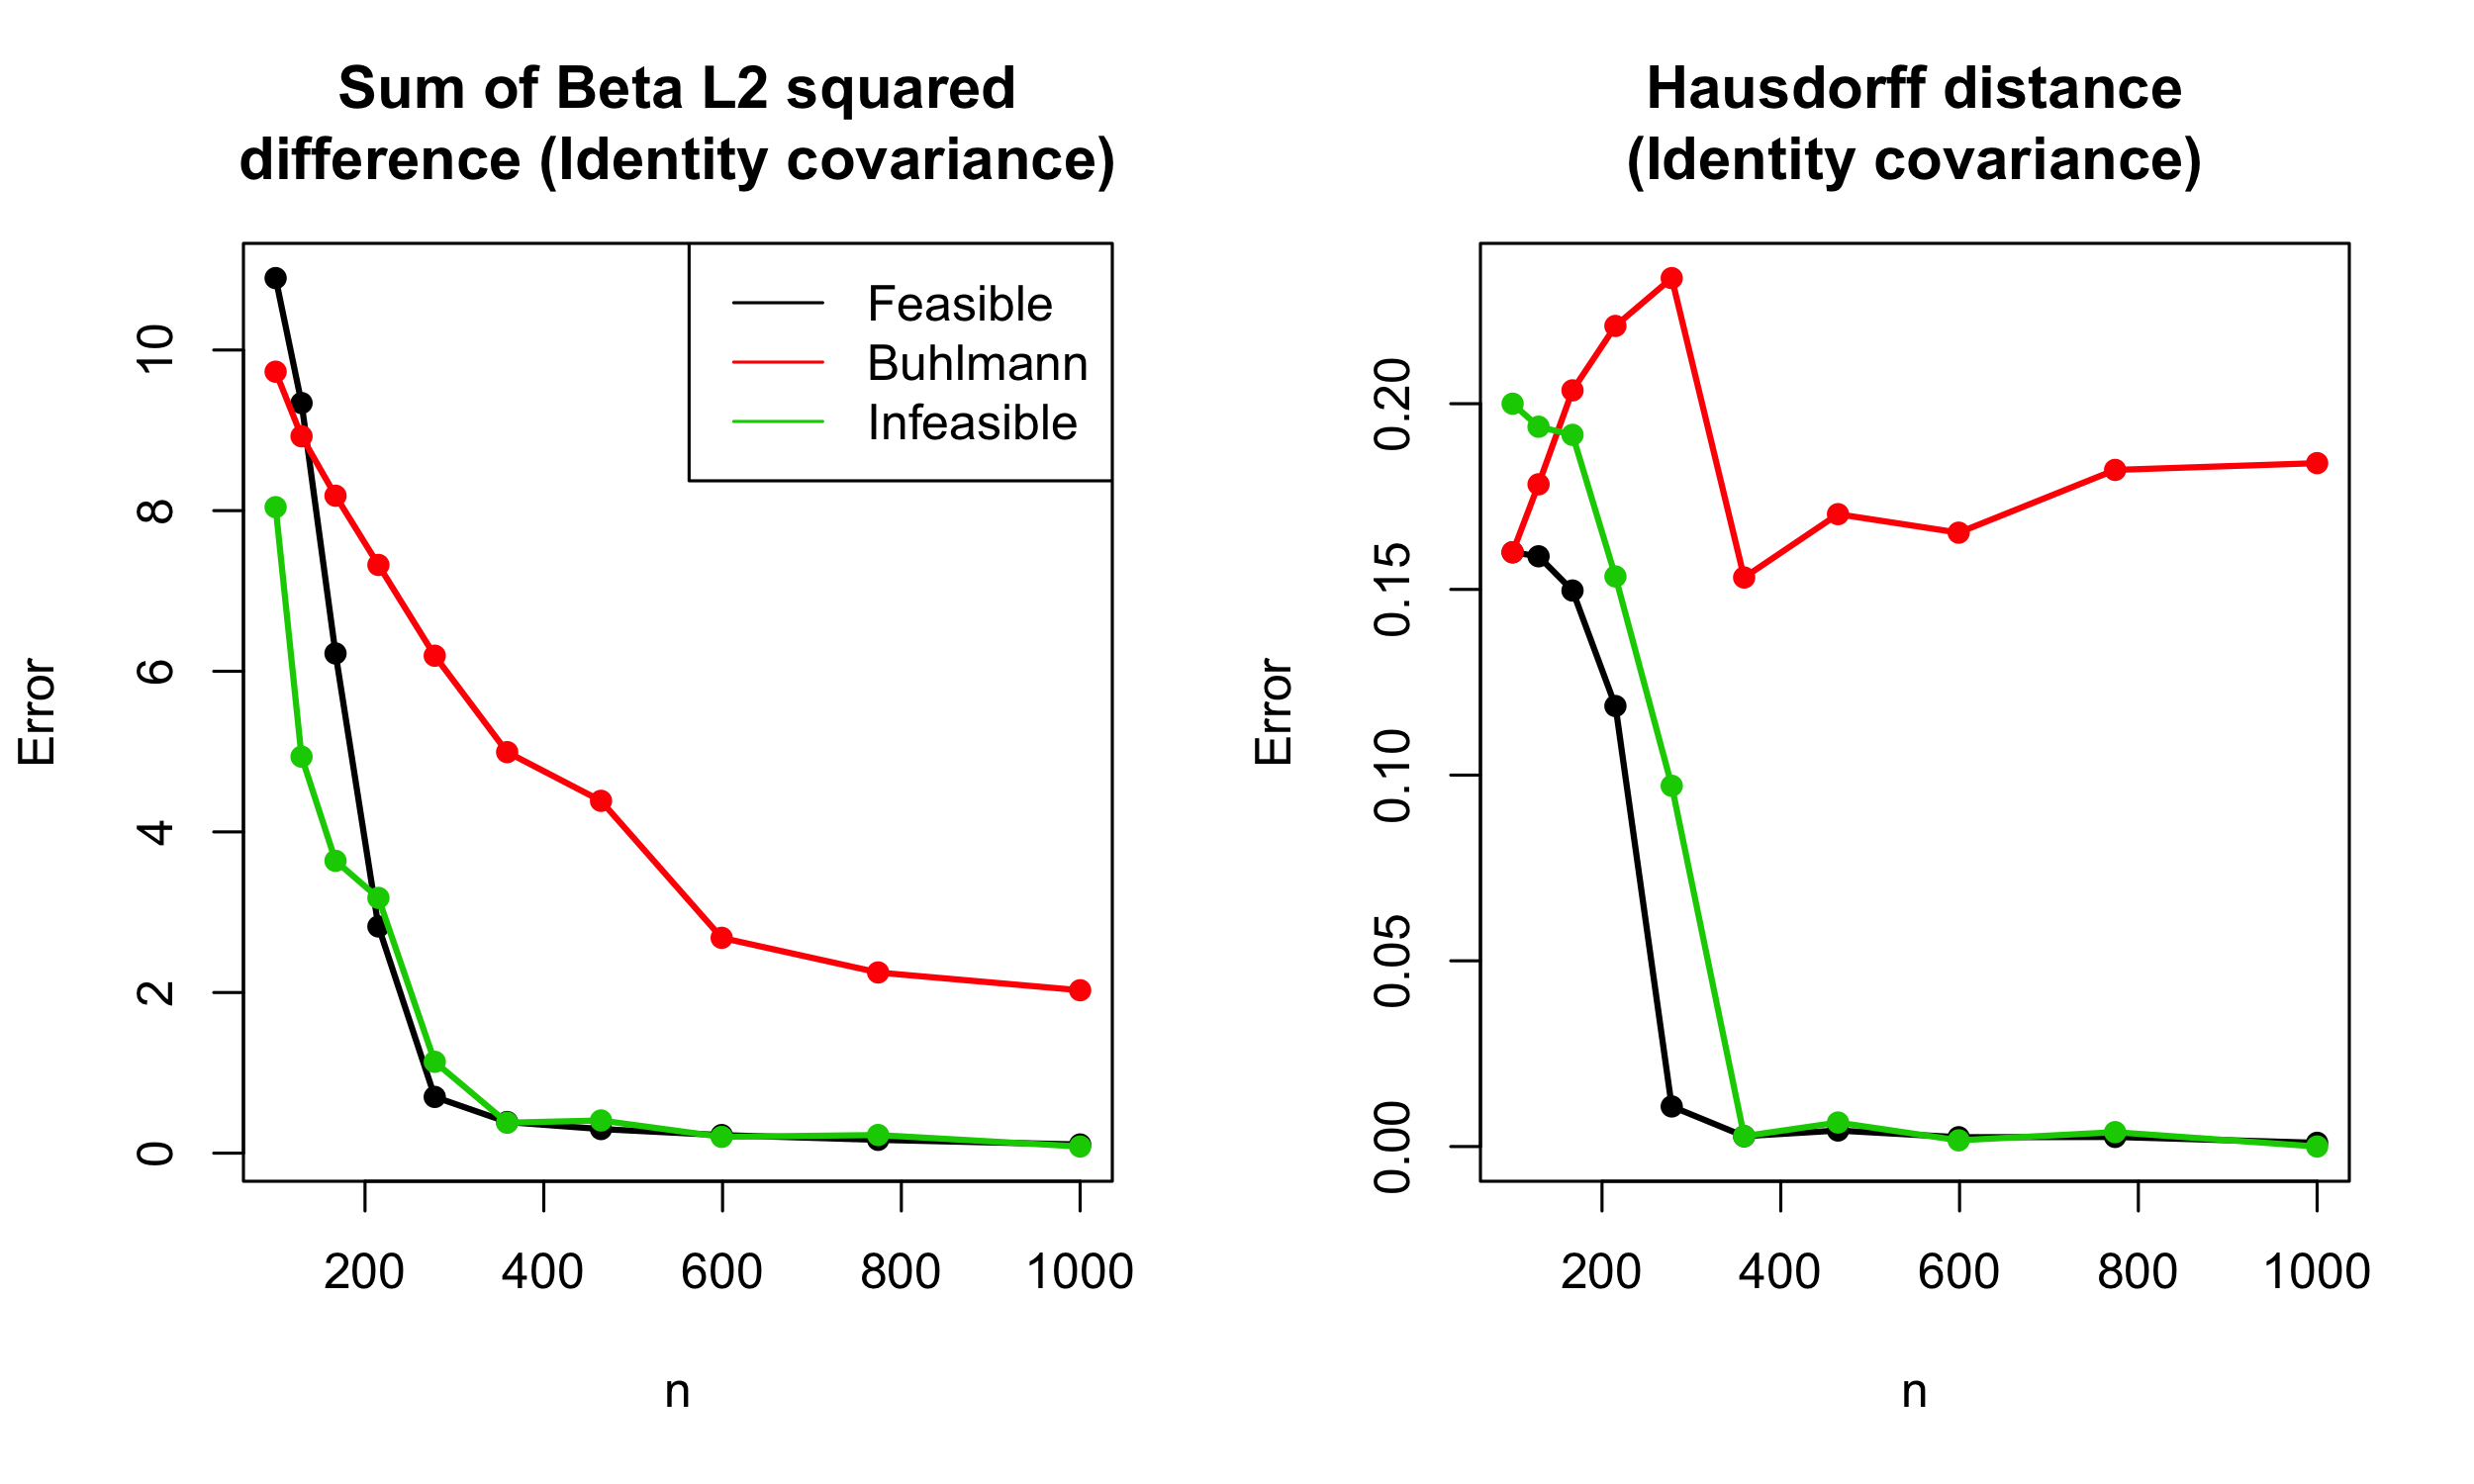 Sum of Beta L2 squared
difference (Identity covariance)
Error
10
8
6
4
2
0
Feasible
Buhlmann
Infeasible
200 400 600 800 1000
n
Hausdorff distance
(Identity covariance)
Error
0.20
0.15
0.10
0.05
0.00
200 400 600 800 1000
n